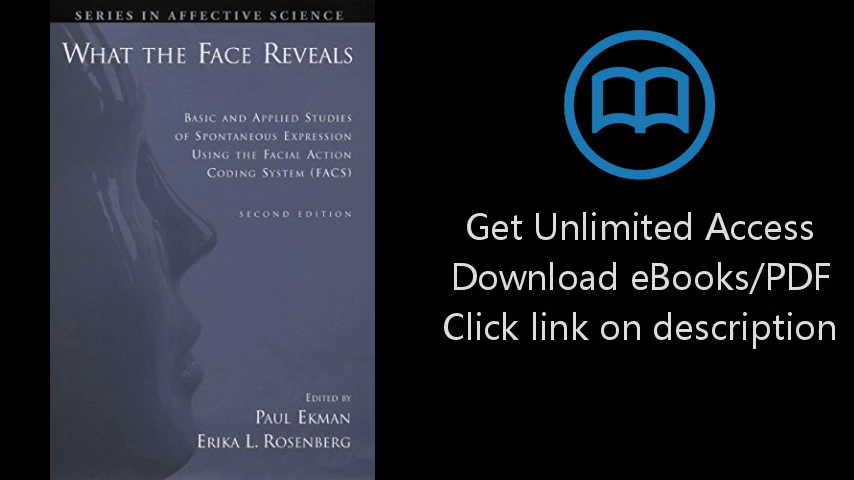 SERIES IN AFFECTIVE SCIENCE
WHAT THE FACE REVEALS
BASIC AND APPLIED STUDIES
OF SPONTANEOUS EXPRESSION
USING THE FACIAL ACTION
CODING SYSTEM (FACS)
SECOND EDITION
EDITED BY
PAUL EKMAN
ERIKA L. ROSENBERG
Get Unlimited Access
Download eBooks/PDF
Click link on description